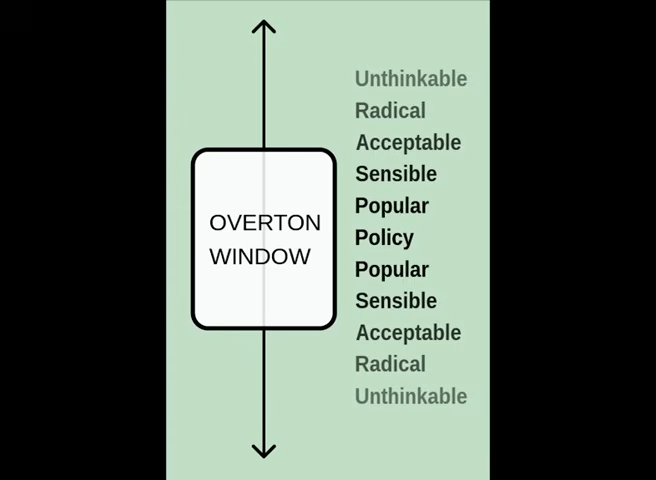 Unthinkable
Radical
Acceptable
Sensible
Popular
OVERTON
WINDOW
Policy
Popular
Sensible
Acceptable
Radical
Unthinkable